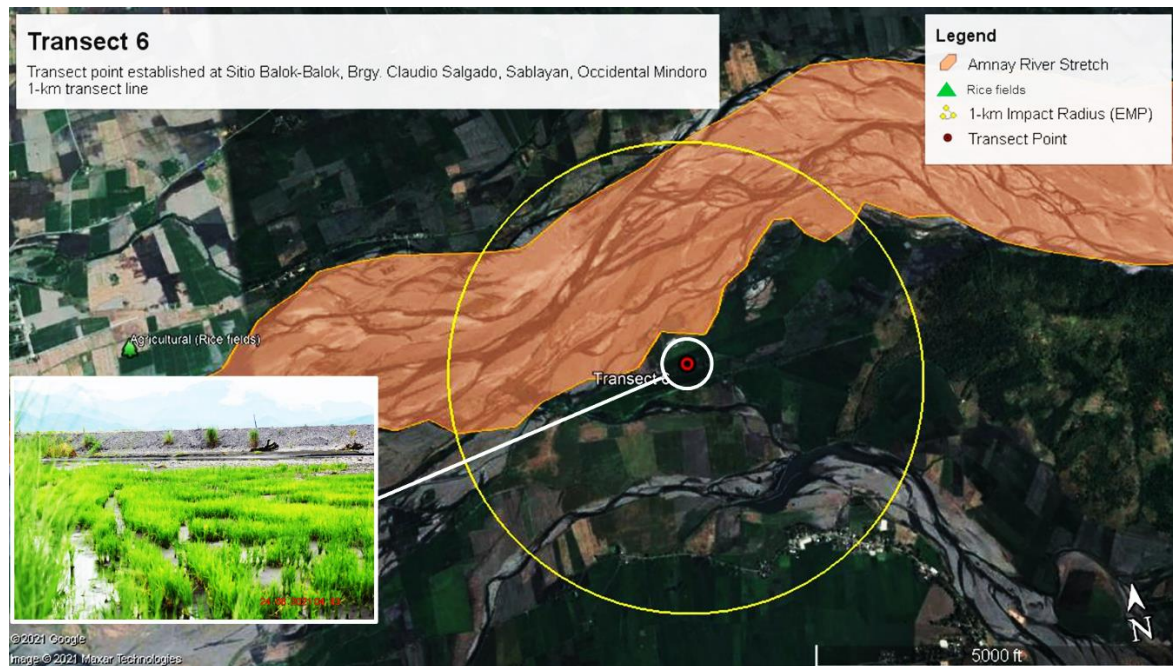 Transect 6
Transect point established at Sitio Balok-Balok, Brgy. Claudio Salgado, Sablayan, Occidental Mindoro
1-km transect line
Legend
Amnay River Stretch
Rice fields
1-km Impact Radius (EMP)
Transect Point
Agricultural (Rice fields)
Transect 6
©2021 Google
Image © 2021 Maxar Technologies
5000 ft
N